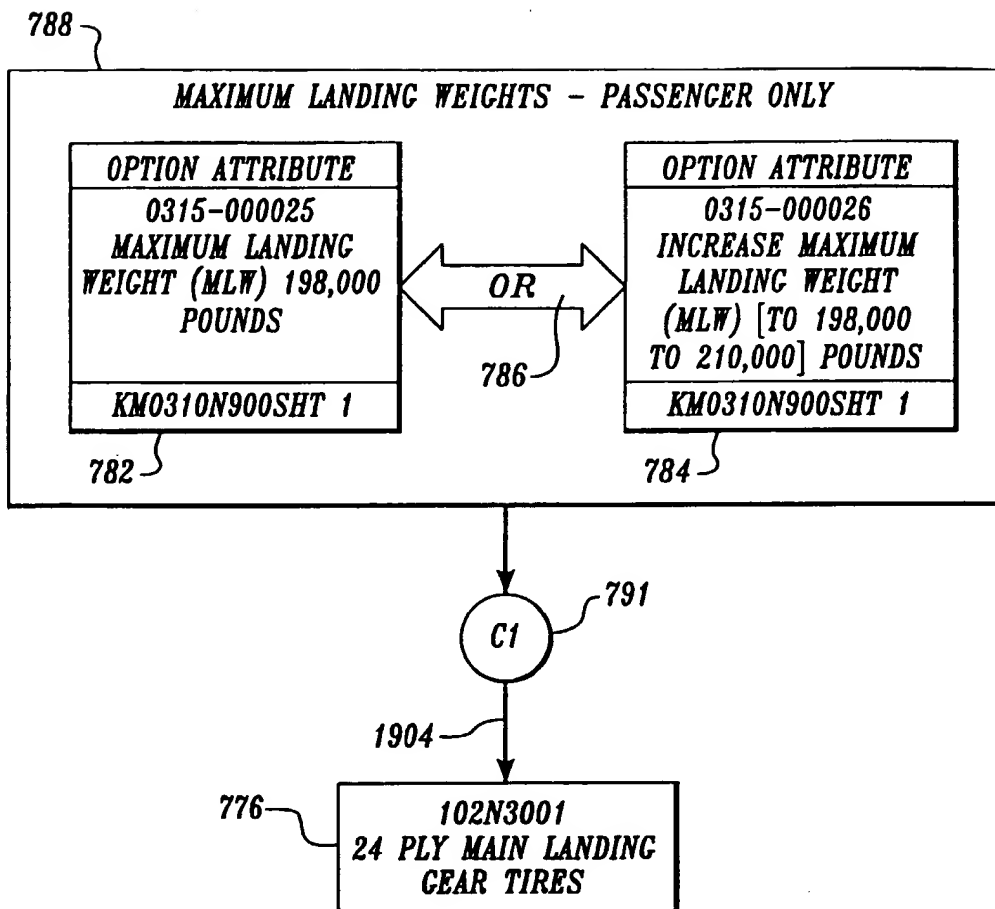 788
MAXIMUM LANDING WEIGHTS - PASSENGER ONLY
OPTION ATTRIBUTE
0315-000025
MAXIMUM LANDING
WEIGHT (MLW) 198,000
POUNDS
KM0310N900SHT 1
782
OR
786
OPTION ATTRIBUTE
0315-000026
INCREASE MAXIMUM
LANDING WEIGHT
(MLW) [TO 198,000
TO 210,000] POUNDS
KM0310N900SHT 1
784
C1
791
1904
776
102N3001
24 PLY MAIN LANDING
GEAR TIRES